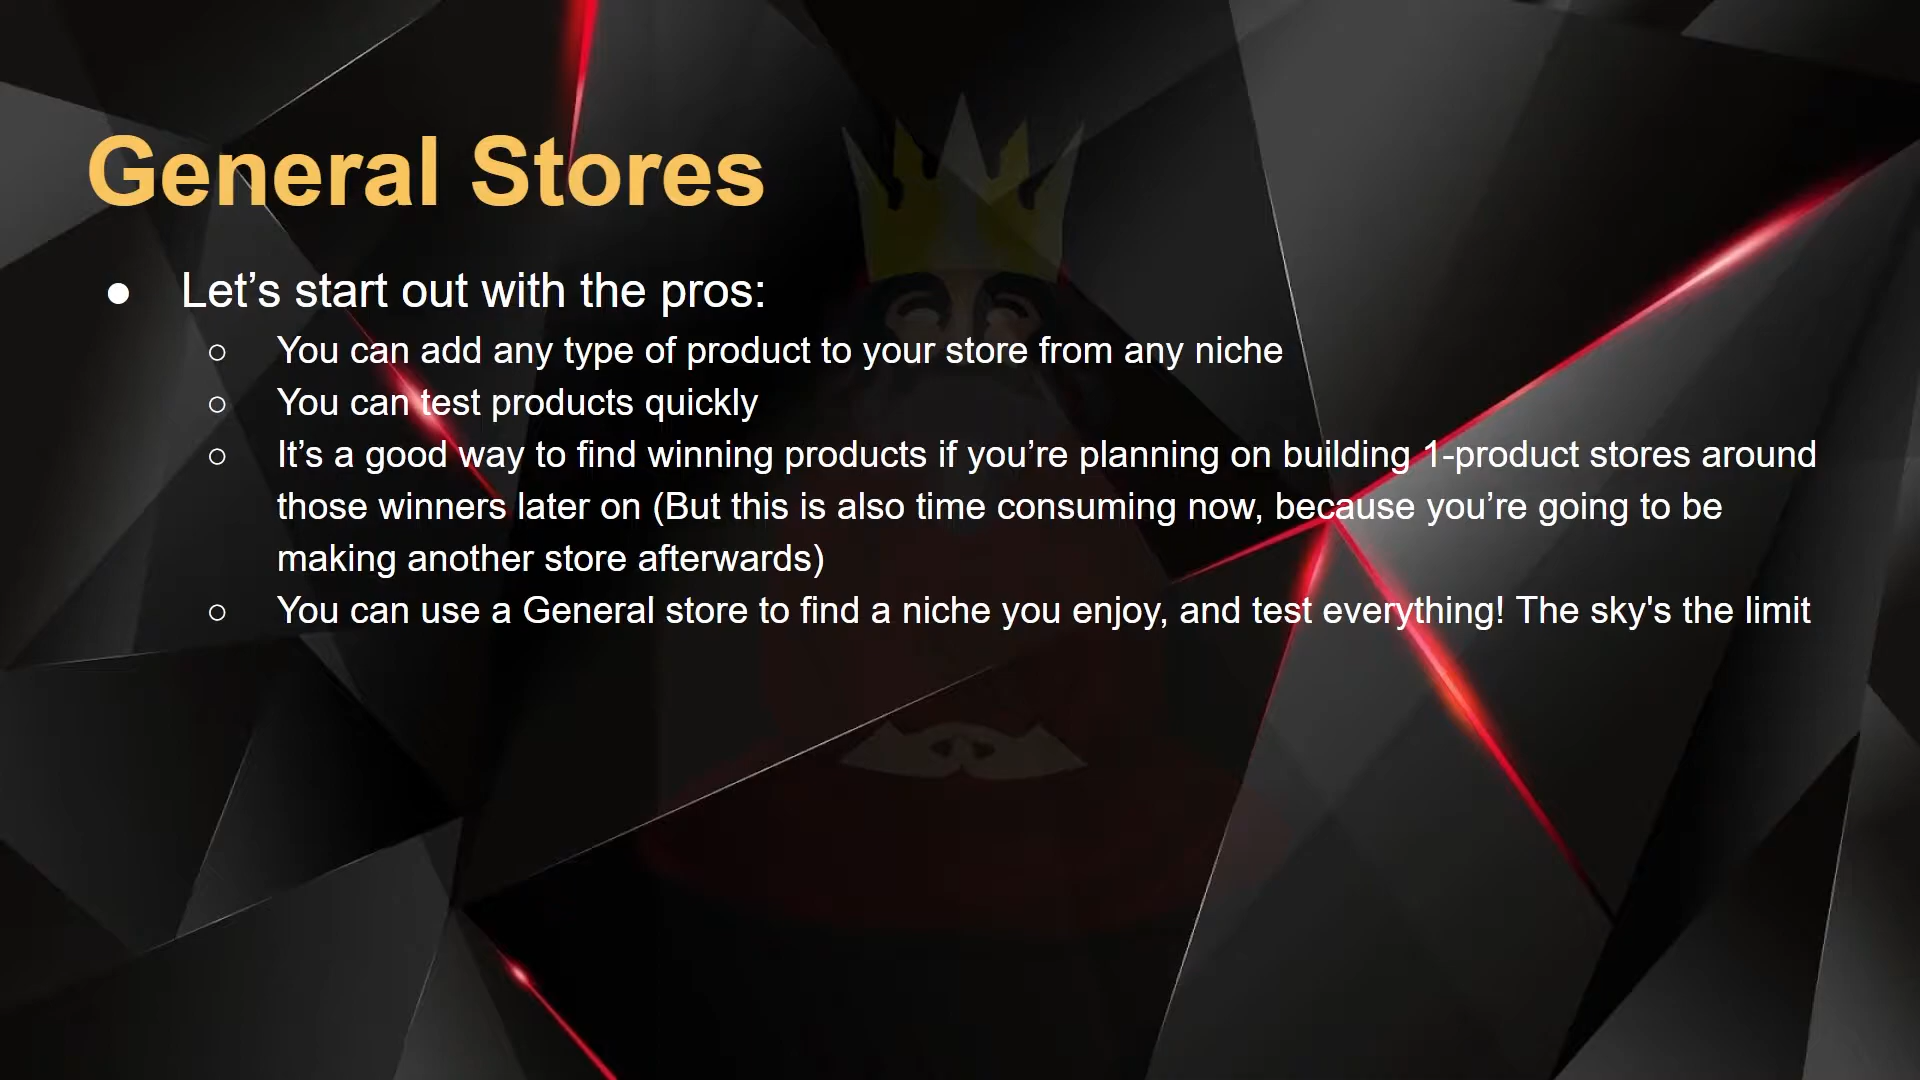 General Stores
● Let’s start out with the pros:
○ You can add any type of product to your store from any niche
○ You can test products quickly
○ It’s a good way to find winning products if you’re planning on building 1-product stores around
those winners later on (But this is also time consuming now, because you’re going to be
making another store afterwards)
○ You can use a General store to find a niche you enjoy, and test everything! The sky's the limit